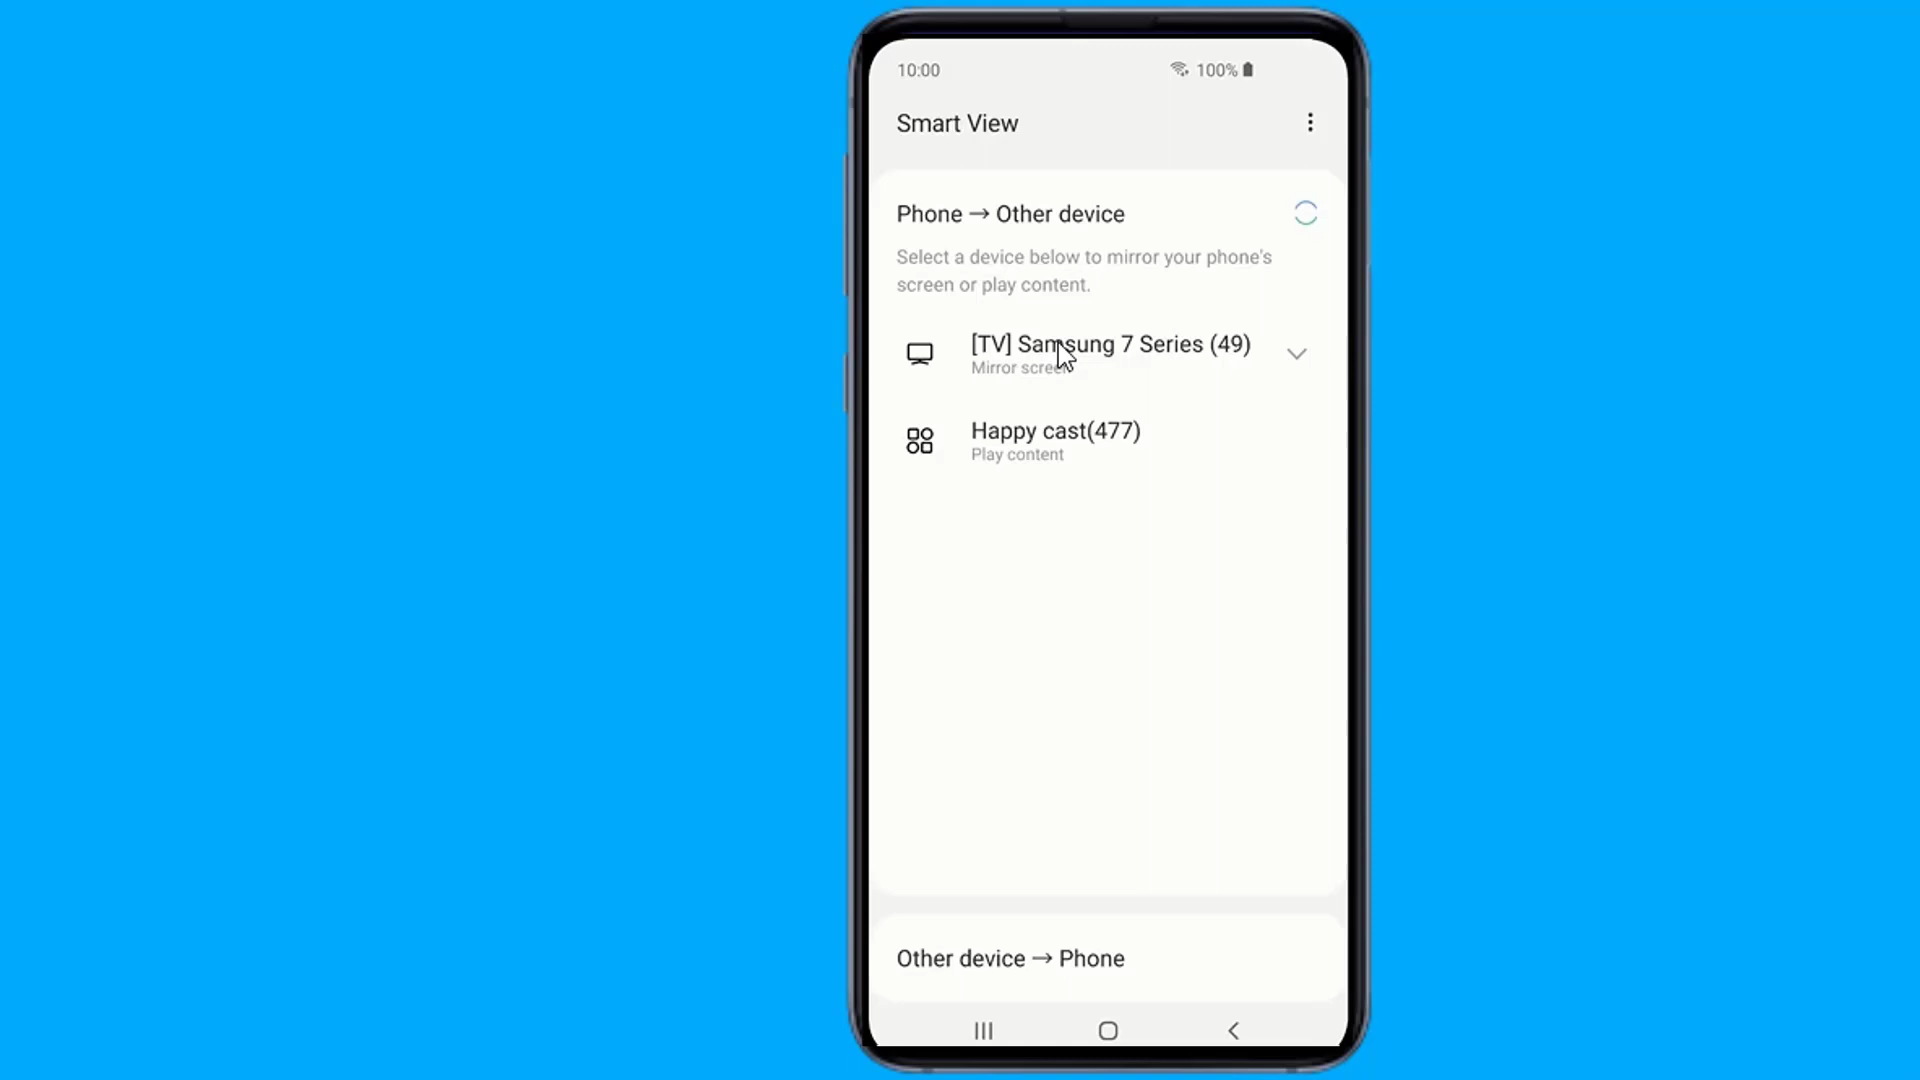 10:00
100%
Smart View
Phone → Other device
Select a device below to mirror your phone's
screen or play content.
[TV] Samsung 7 Series (49)
Mirror screen
Happy cast(477)
Play content
Other device → Phone